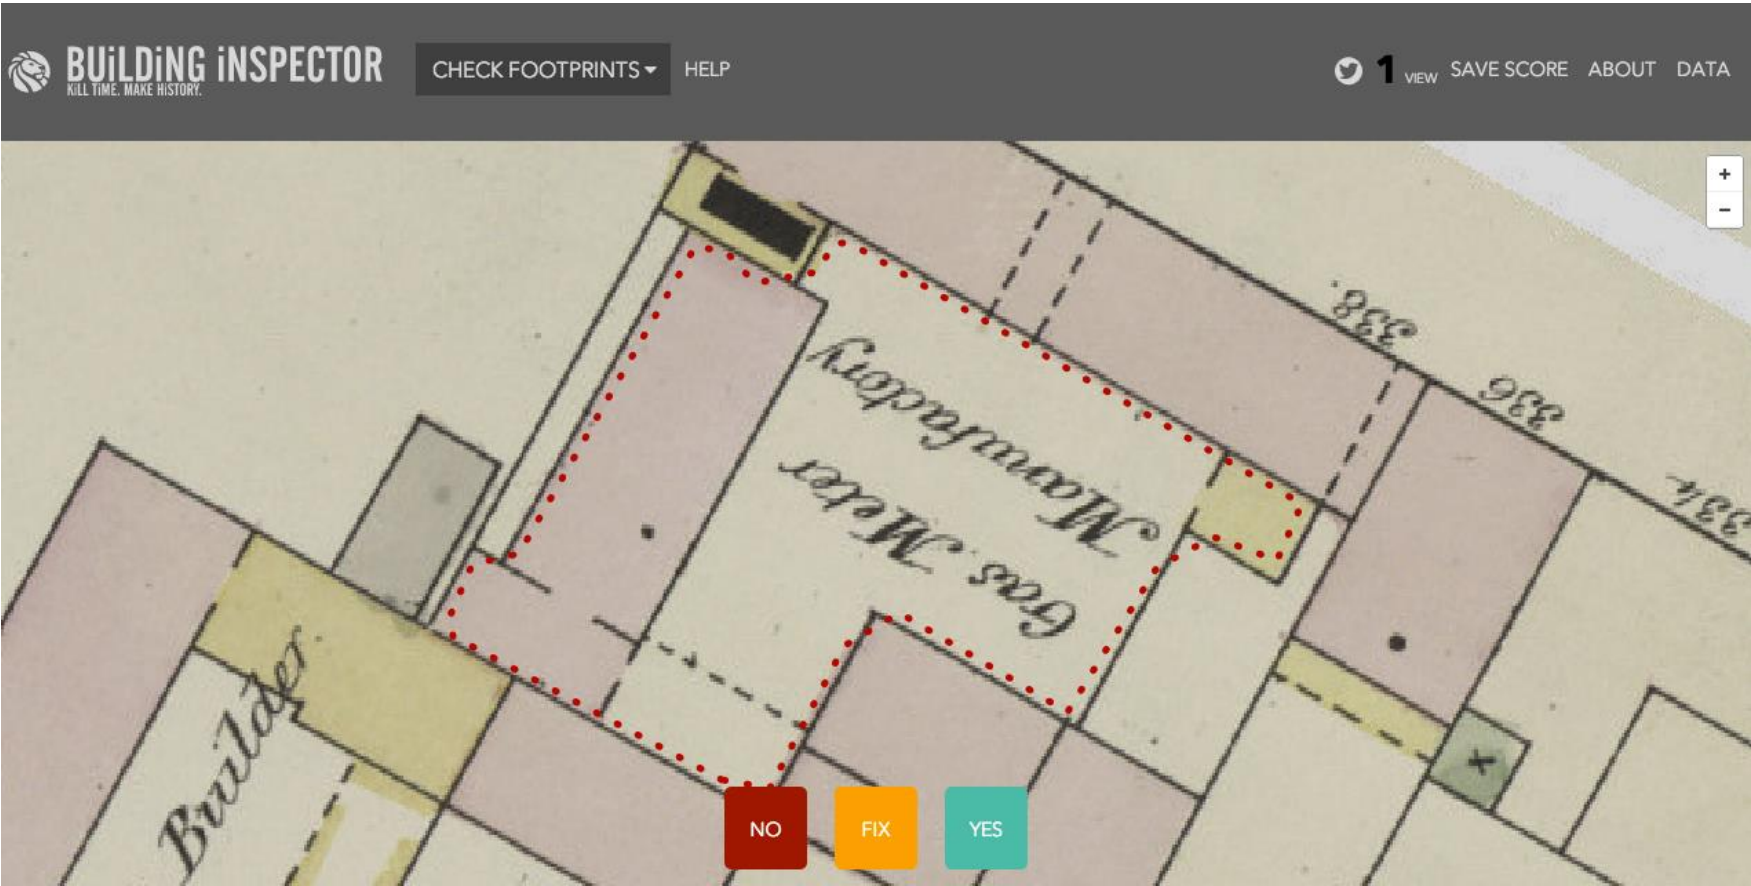 BUiLDiNG iNSPECTOR
KiLL TiME. MAKE HiSTORY.
CHECK FOOTPRINTS
HELP
1 VIEW
SAVE SCORE
ABOUT
DATA
+
−
338.
336
334
Gas Meter
Manufactory
Builder
x
NO
FIX
YES